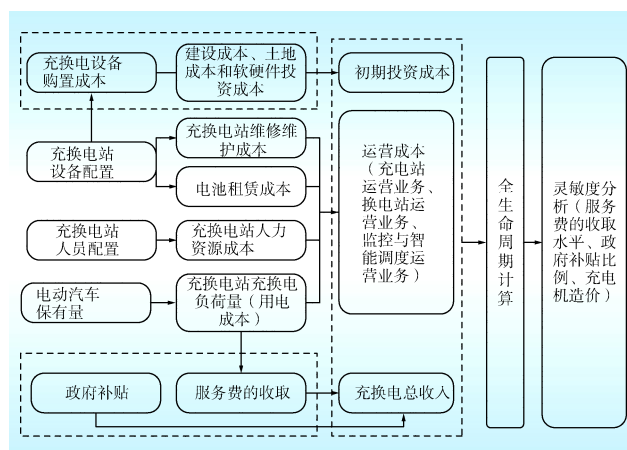 充换电设备
购置成本
建设成本、土地
成本和软硬件投
资成本
初期投资成本
充换电站
设备配置
充换电站维修维
护成本
电池租赁成本
充换电站
人员配置
充换电站人力
资源成本
电动汽车
保有量
充换电站充换电
负荷量（用电
成本）
运营成本
（充电站
运营业务、
换电站运
营业务、
监控与智
能调度运
营业务）
政府补贴
服务费的收取
充换电总收入
全
生
命
周
期
计
算
灵敏度分
析（服务
费的收取
水平、政
府补贴比
例、充电
机造价）